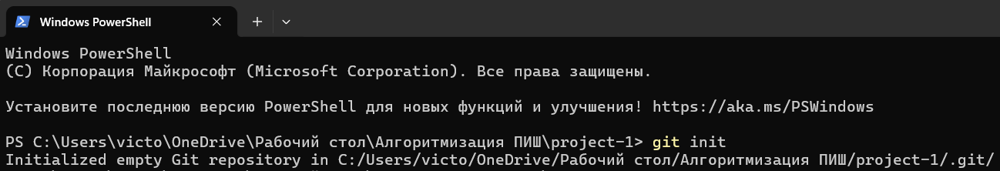 Windows PowerShell
Windows PowerShell
(C) Корпорация Майкрософт (Microsoft Corporation). Все права защищены.
Установите последнюю версию PowerShell для новых функций и улучшения! https://aka.ms/PSWindows
PS C:\Users\victo\OneDrive\Рабочий стол\Алгоритмизация ПИШ\project-1> git init
Initialized empty Git repository in C:/Users/victo/OneDrive/Рабочий стол/Алгоритмизация ПИШ/project-1/.git/